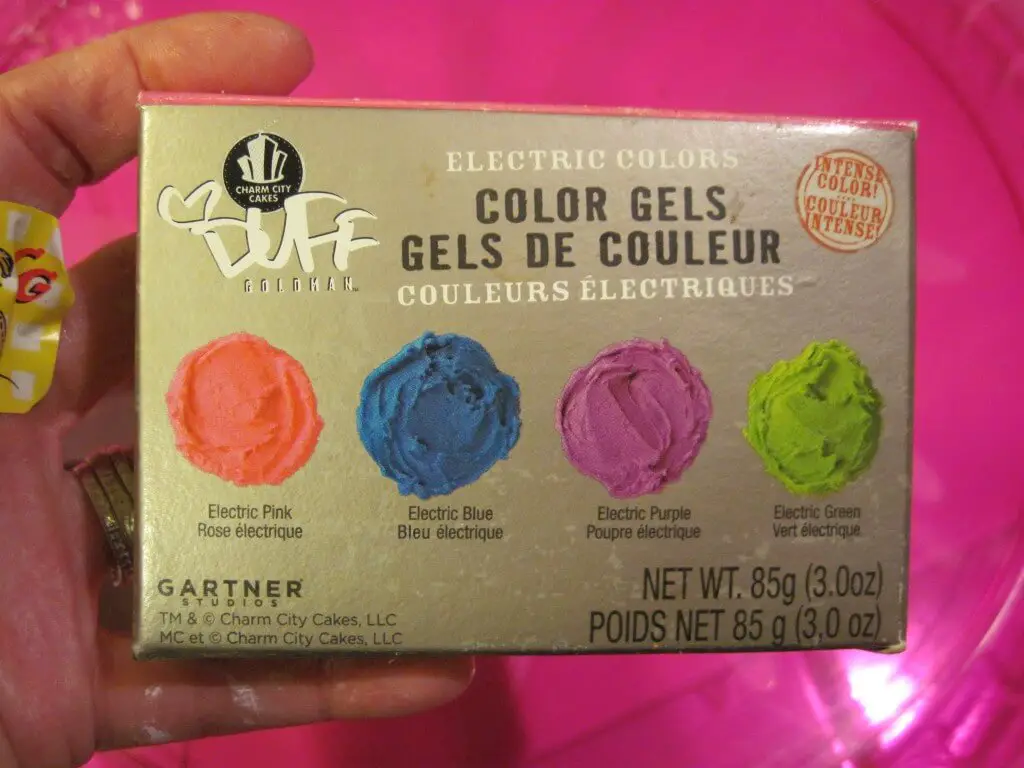 CHARM CITY
CAKES
DUFF
GOLDMAN™
ELECTRIC COLORS
COLOR GELS
GELS DE COULEUR
COULEURS ÉLECTRIQUES
INTENSE
COLOR!
COULEUR
INTENSE!
Electric Pink
Rose électrique
Electric Blue
Bleu électrique
Electric Purple
Poupre électrique
Electric Green
Vert électrique
GARTNER
STUDIOS
TM & © Charm City Cakes, LLC
MC et © Charm City Cakes, LLC
NET WT. 85g (3.0oz)
POIDS NET 85 g (3,0 oz)